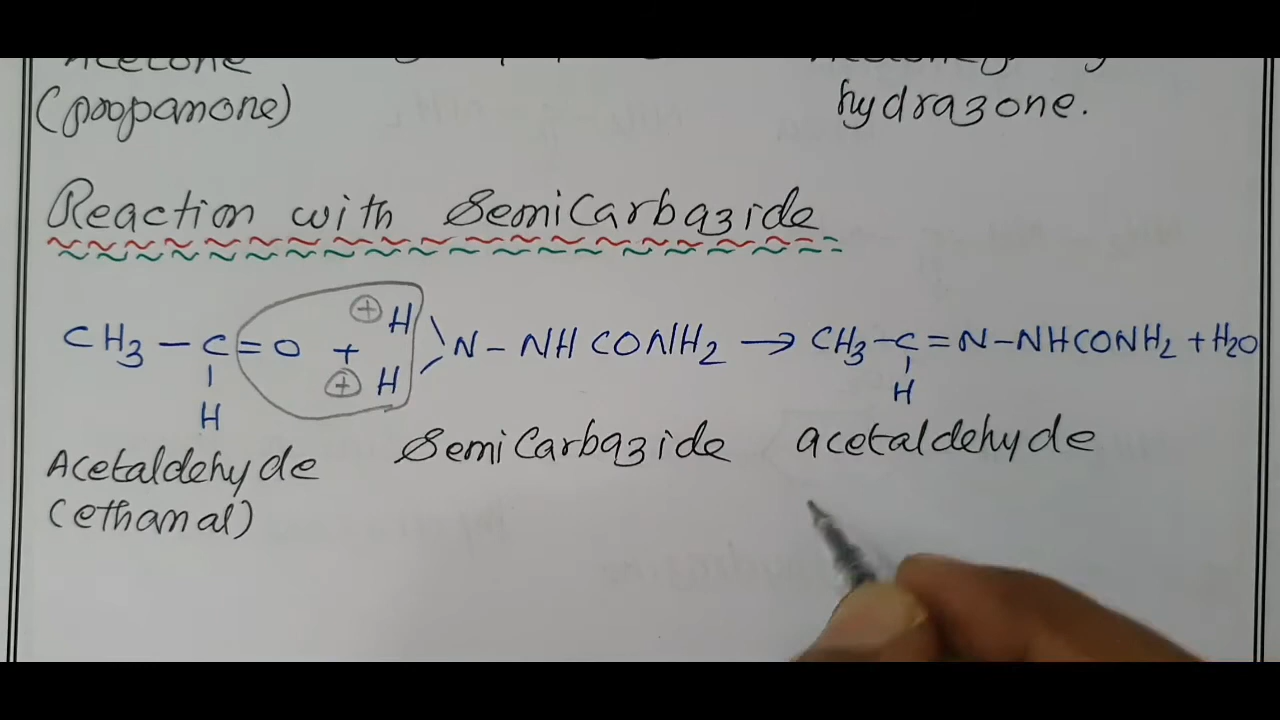 (propanone)
hydrazone.
Reaction with Semicarbazide
⊕ H
CH3 — C = O + N – NHCONH2 → CH3 – C = N – NHCONH2 + H2O
⊕ H
H H
Acetaldehyde Semicarbazide acetaldehyde
(ethanal)